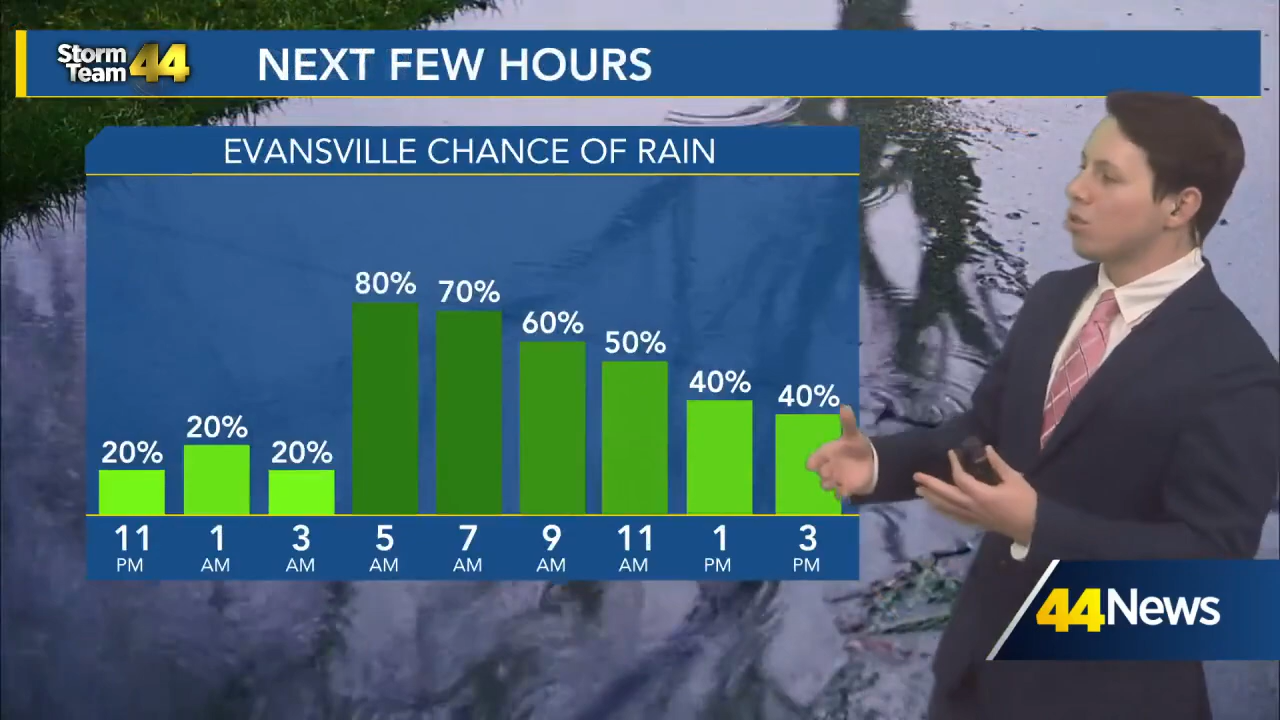 Storm
Team 44
NEXT FEW HOURS
EVANSVILLE CHANCE OF RAIN
20% 20% 20% 80% 70% 60% 50% 40% 40%
11 1 3 5 7 9 11 1 3
PM AM AM AM AM AM AM PM PM
44News